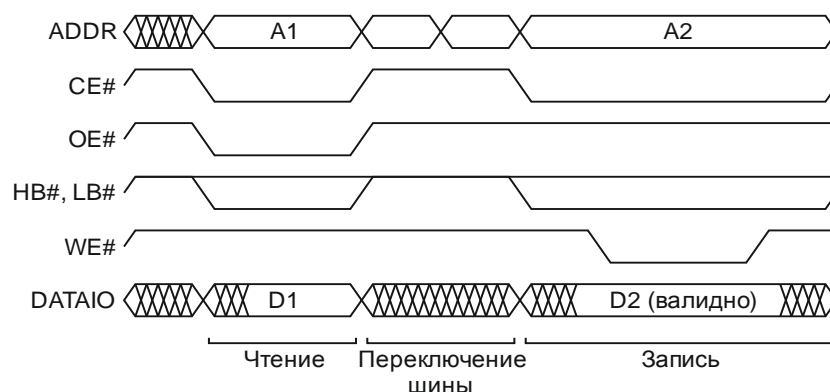 ADDR A1 A2
CE#
OE#
HB#, LB#
WE#
DATAIO D1 D2 (валидно)
Чтение Переключение шины Запись